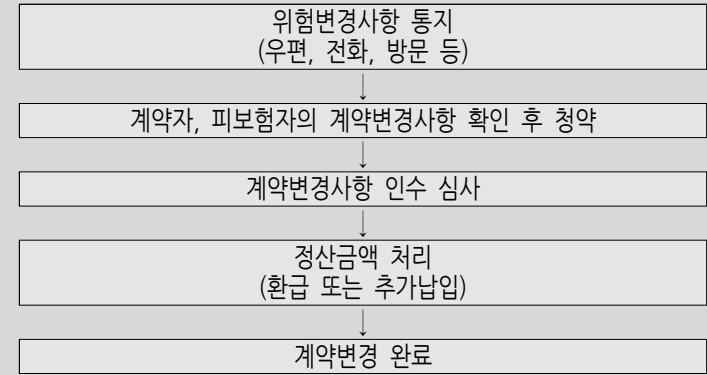 위험변경사항 통지
(우편, 전화, 방문 등)
↓
계약자, 피보험자의 계약변경사항 확인 후 청약
↓
계약변경사항 인수 심사
↓
정산금액 처리
(환급 또는 추가납입)
↓
계약변경 완료